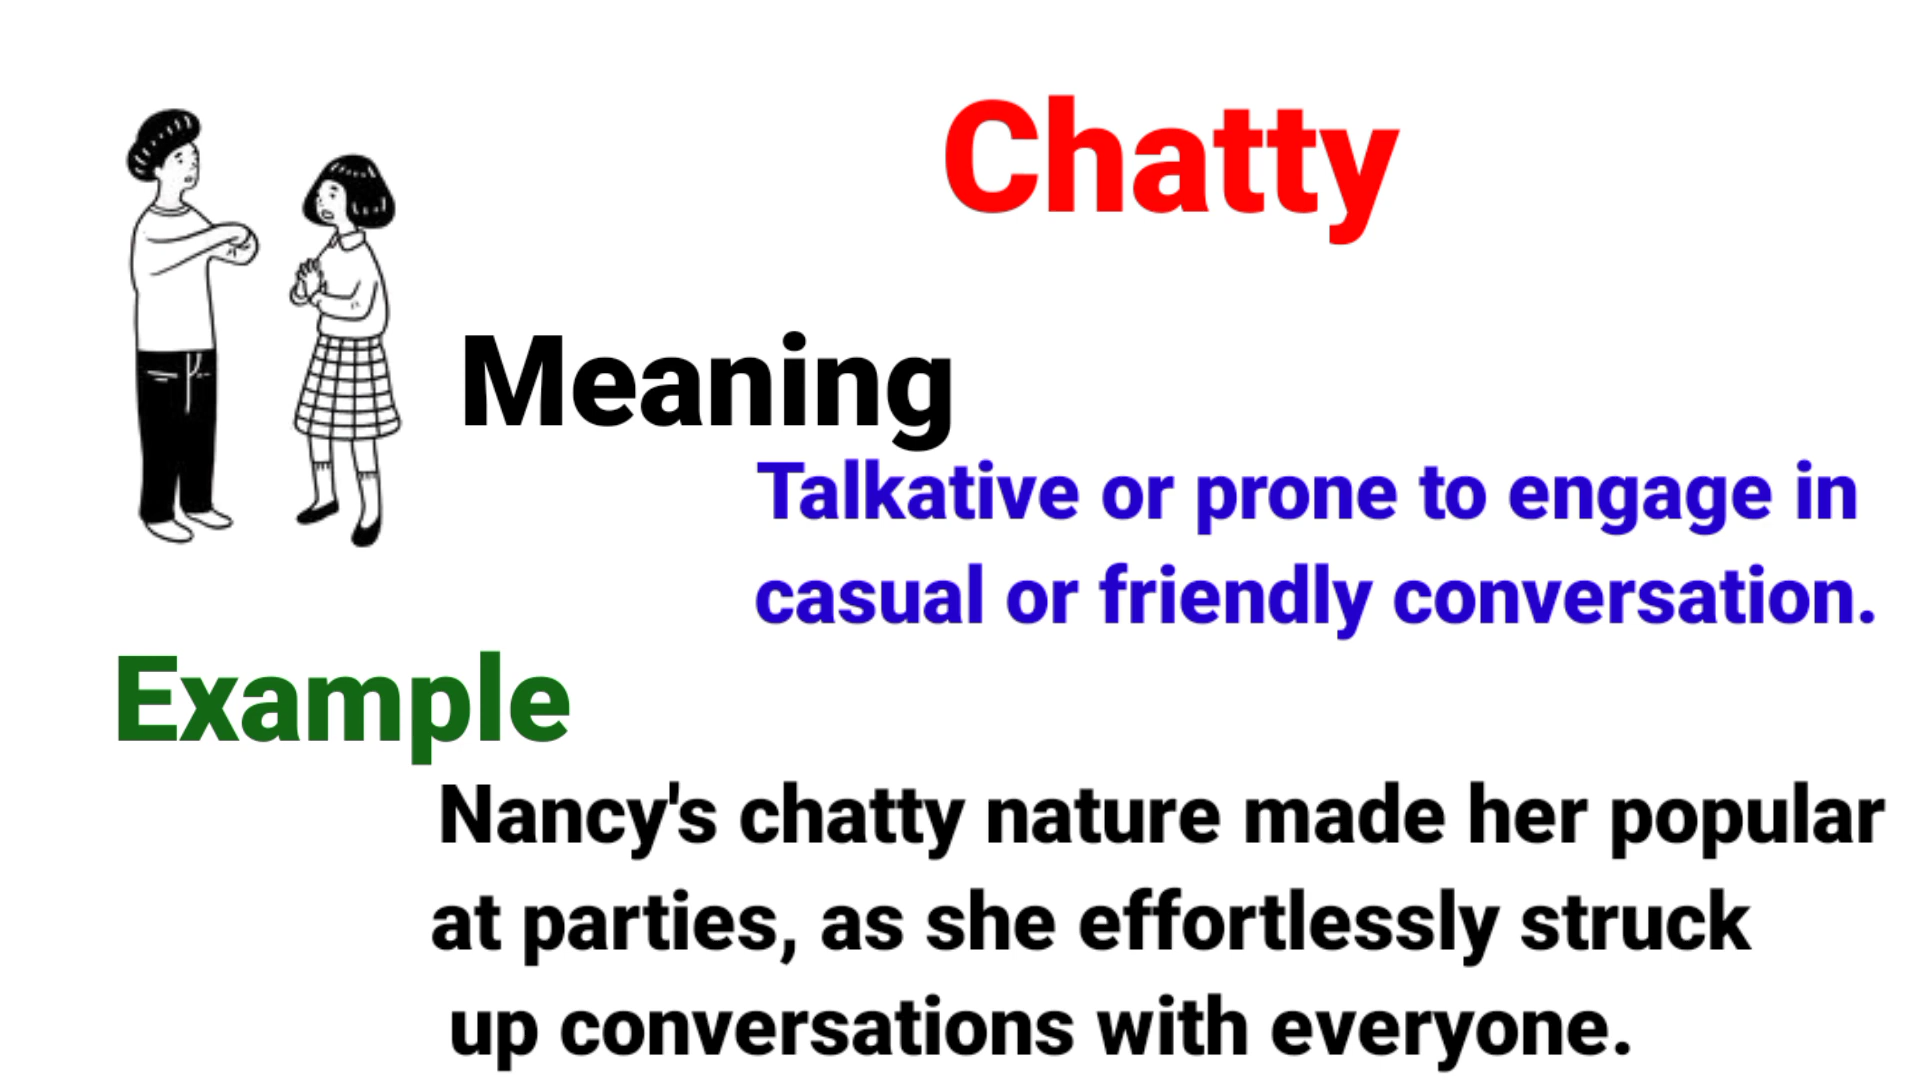 Chatty
Meaning
Talkative or prone to engage in
casual or friendly conversation.
Example
Nancy's chatty nature made her popular
at parties, as she effortlessly struck
up conversations with everyone.